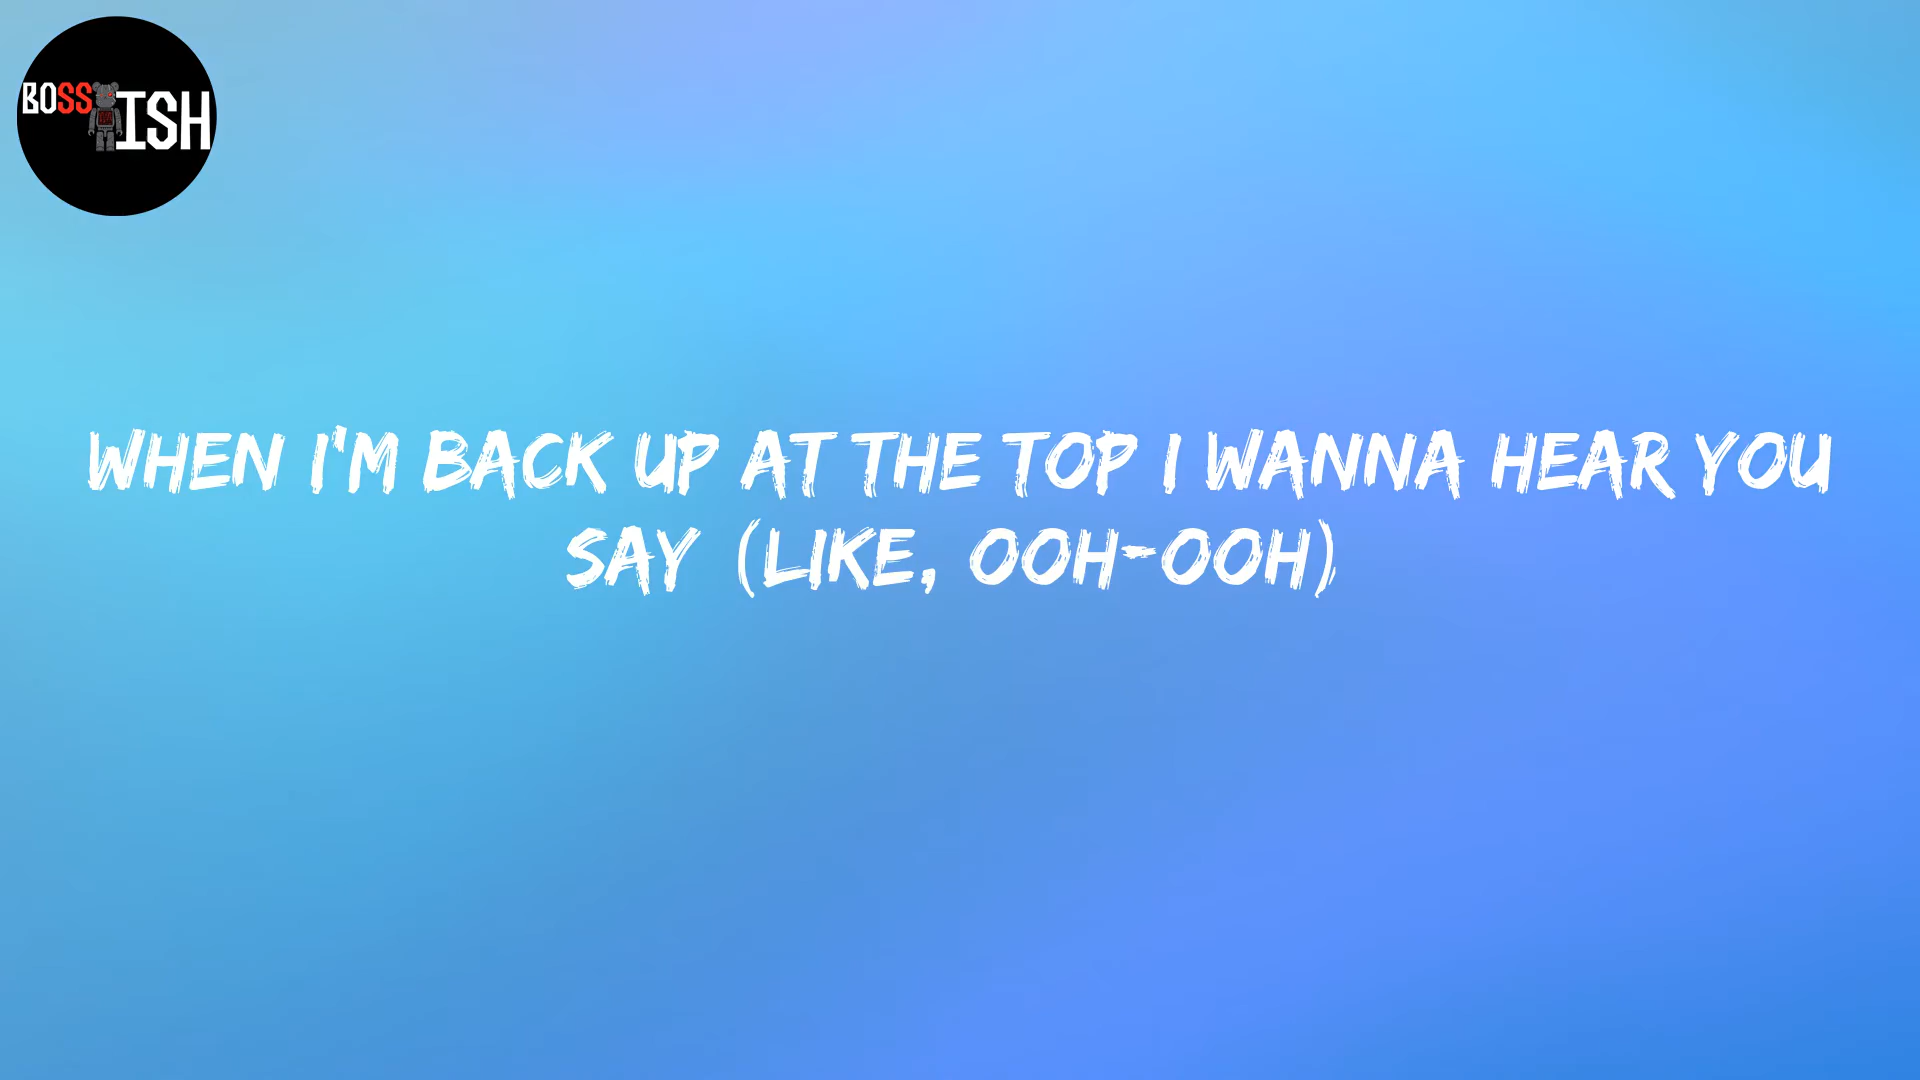 BOSS ISH
WHEN I'M BACK UP AT THE TOP I WANNA HEAR YOU
SAY (LIKE, OOH-OOH)